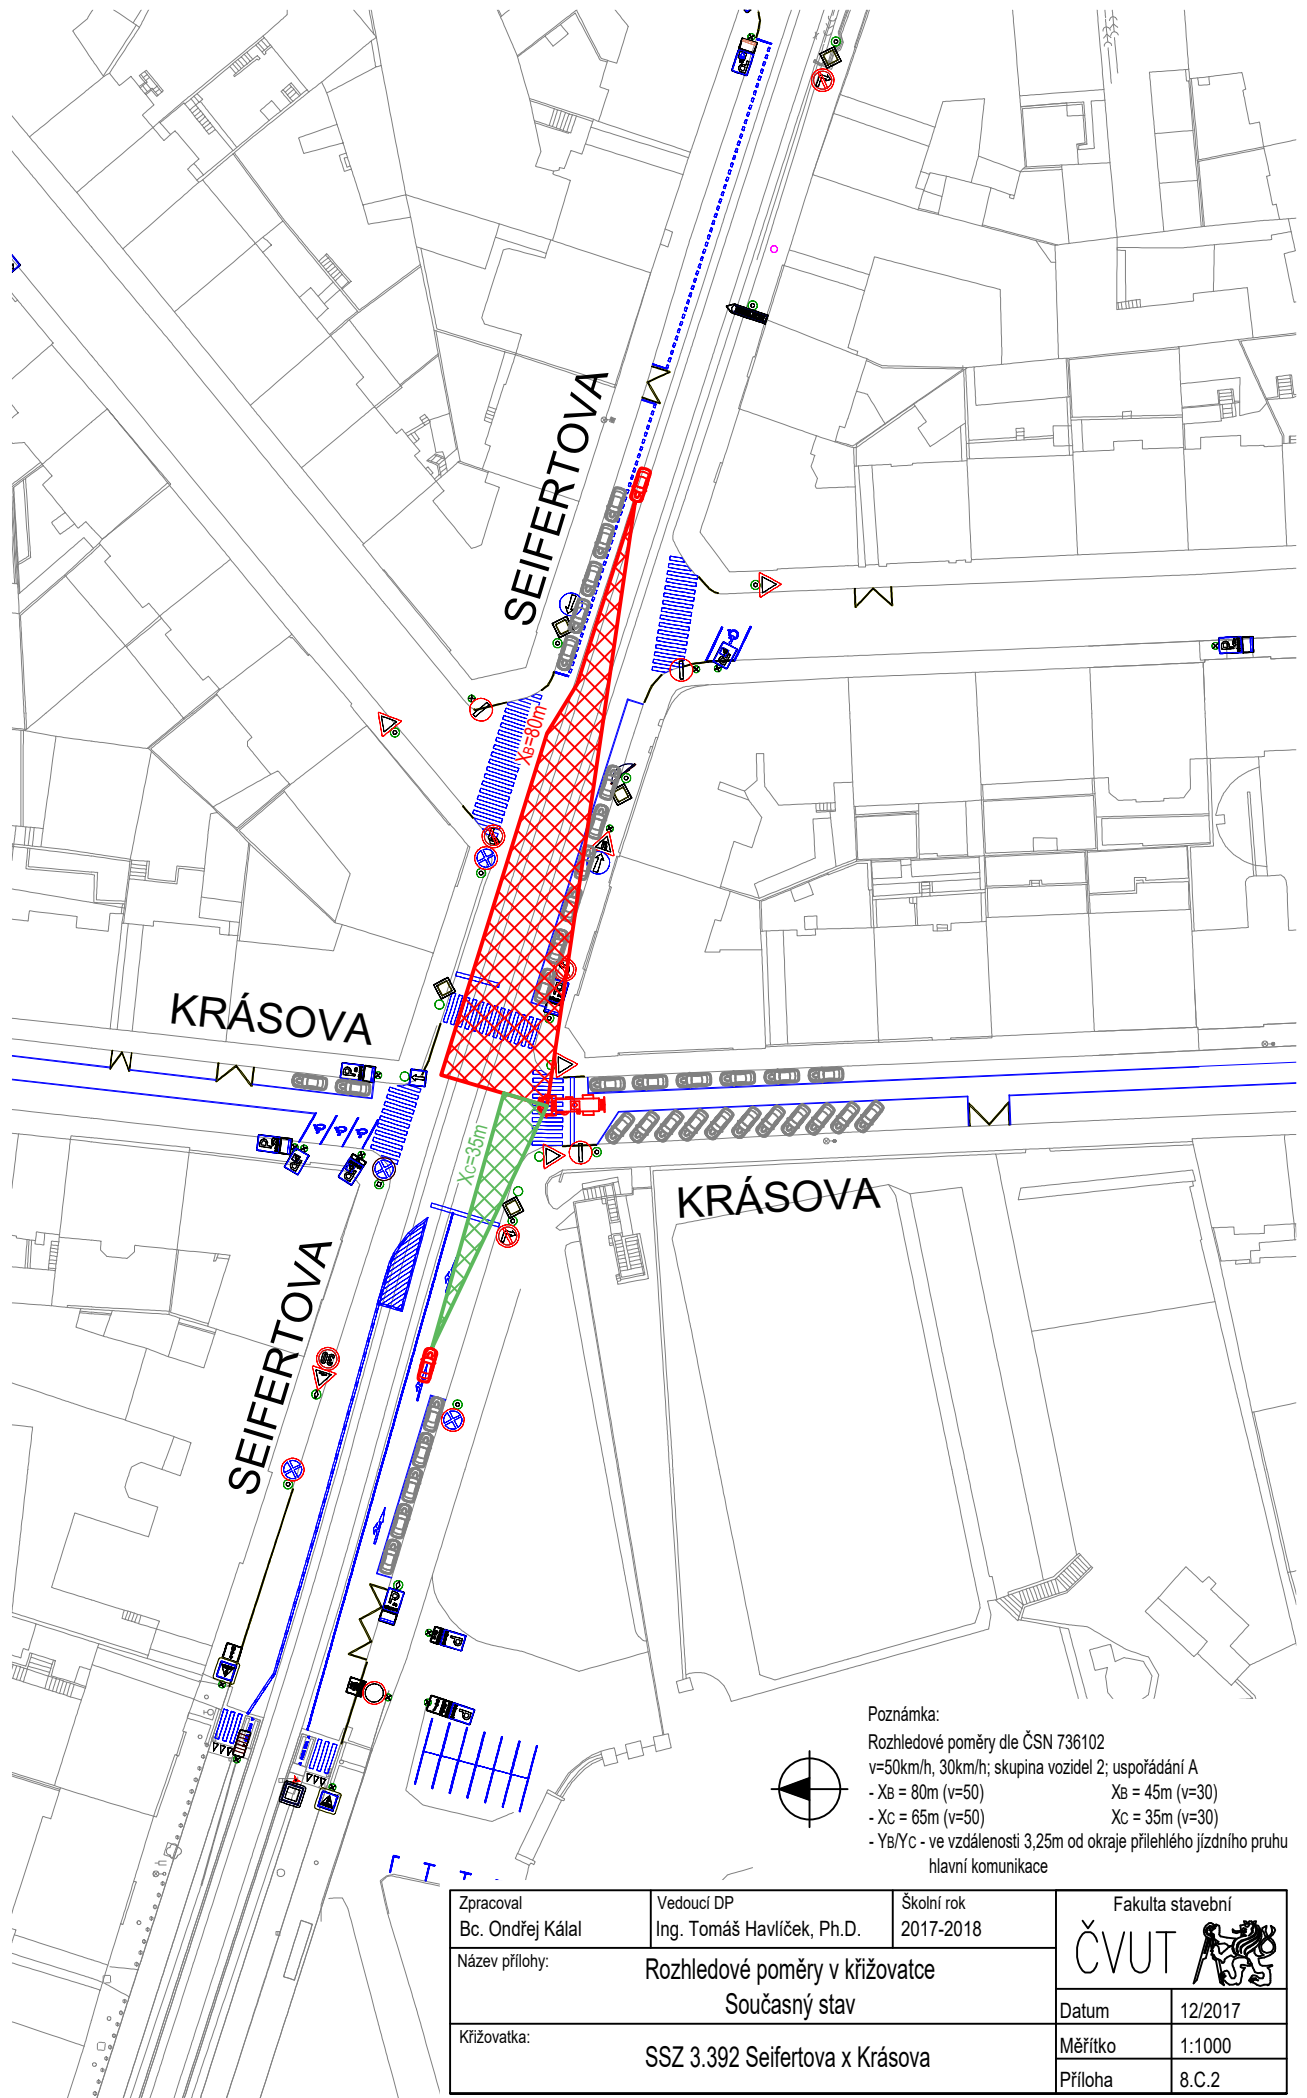 SEIFERTOVA
XB=80m
KRÁSOVA
XC=35m
KRÁSOVA
SEIFERTOVA
Poznámka:
Rozhledové poměry dle ČSN 736102
v=50km/h, 30km/h; skupina vozidel 2; uspořádání A
- XB = 80m (v=50) XB = 45m (v=30)
- XC = 65m (v=50) XC = 35m (v=30)
- YB/YC - ve vzdálenosti 3,25m od okraje přilehlého jízdního pruhu
hlavní komunikace
Zpracoval Vedoucí DP Školní rok Fakulta stavební
Bc. Ondřej Kálal Ing. Tomáš Havlíček, Ph.D. 2017-2018
ČVUT
Název přílohy: Rozhledové poměry v křižovatce
Současný stav
Datum 12/2017
Křižovatka: SSZ 3.392 Seifertova x Krásova
Měřítko 1:1000
Příloha 8.C.2